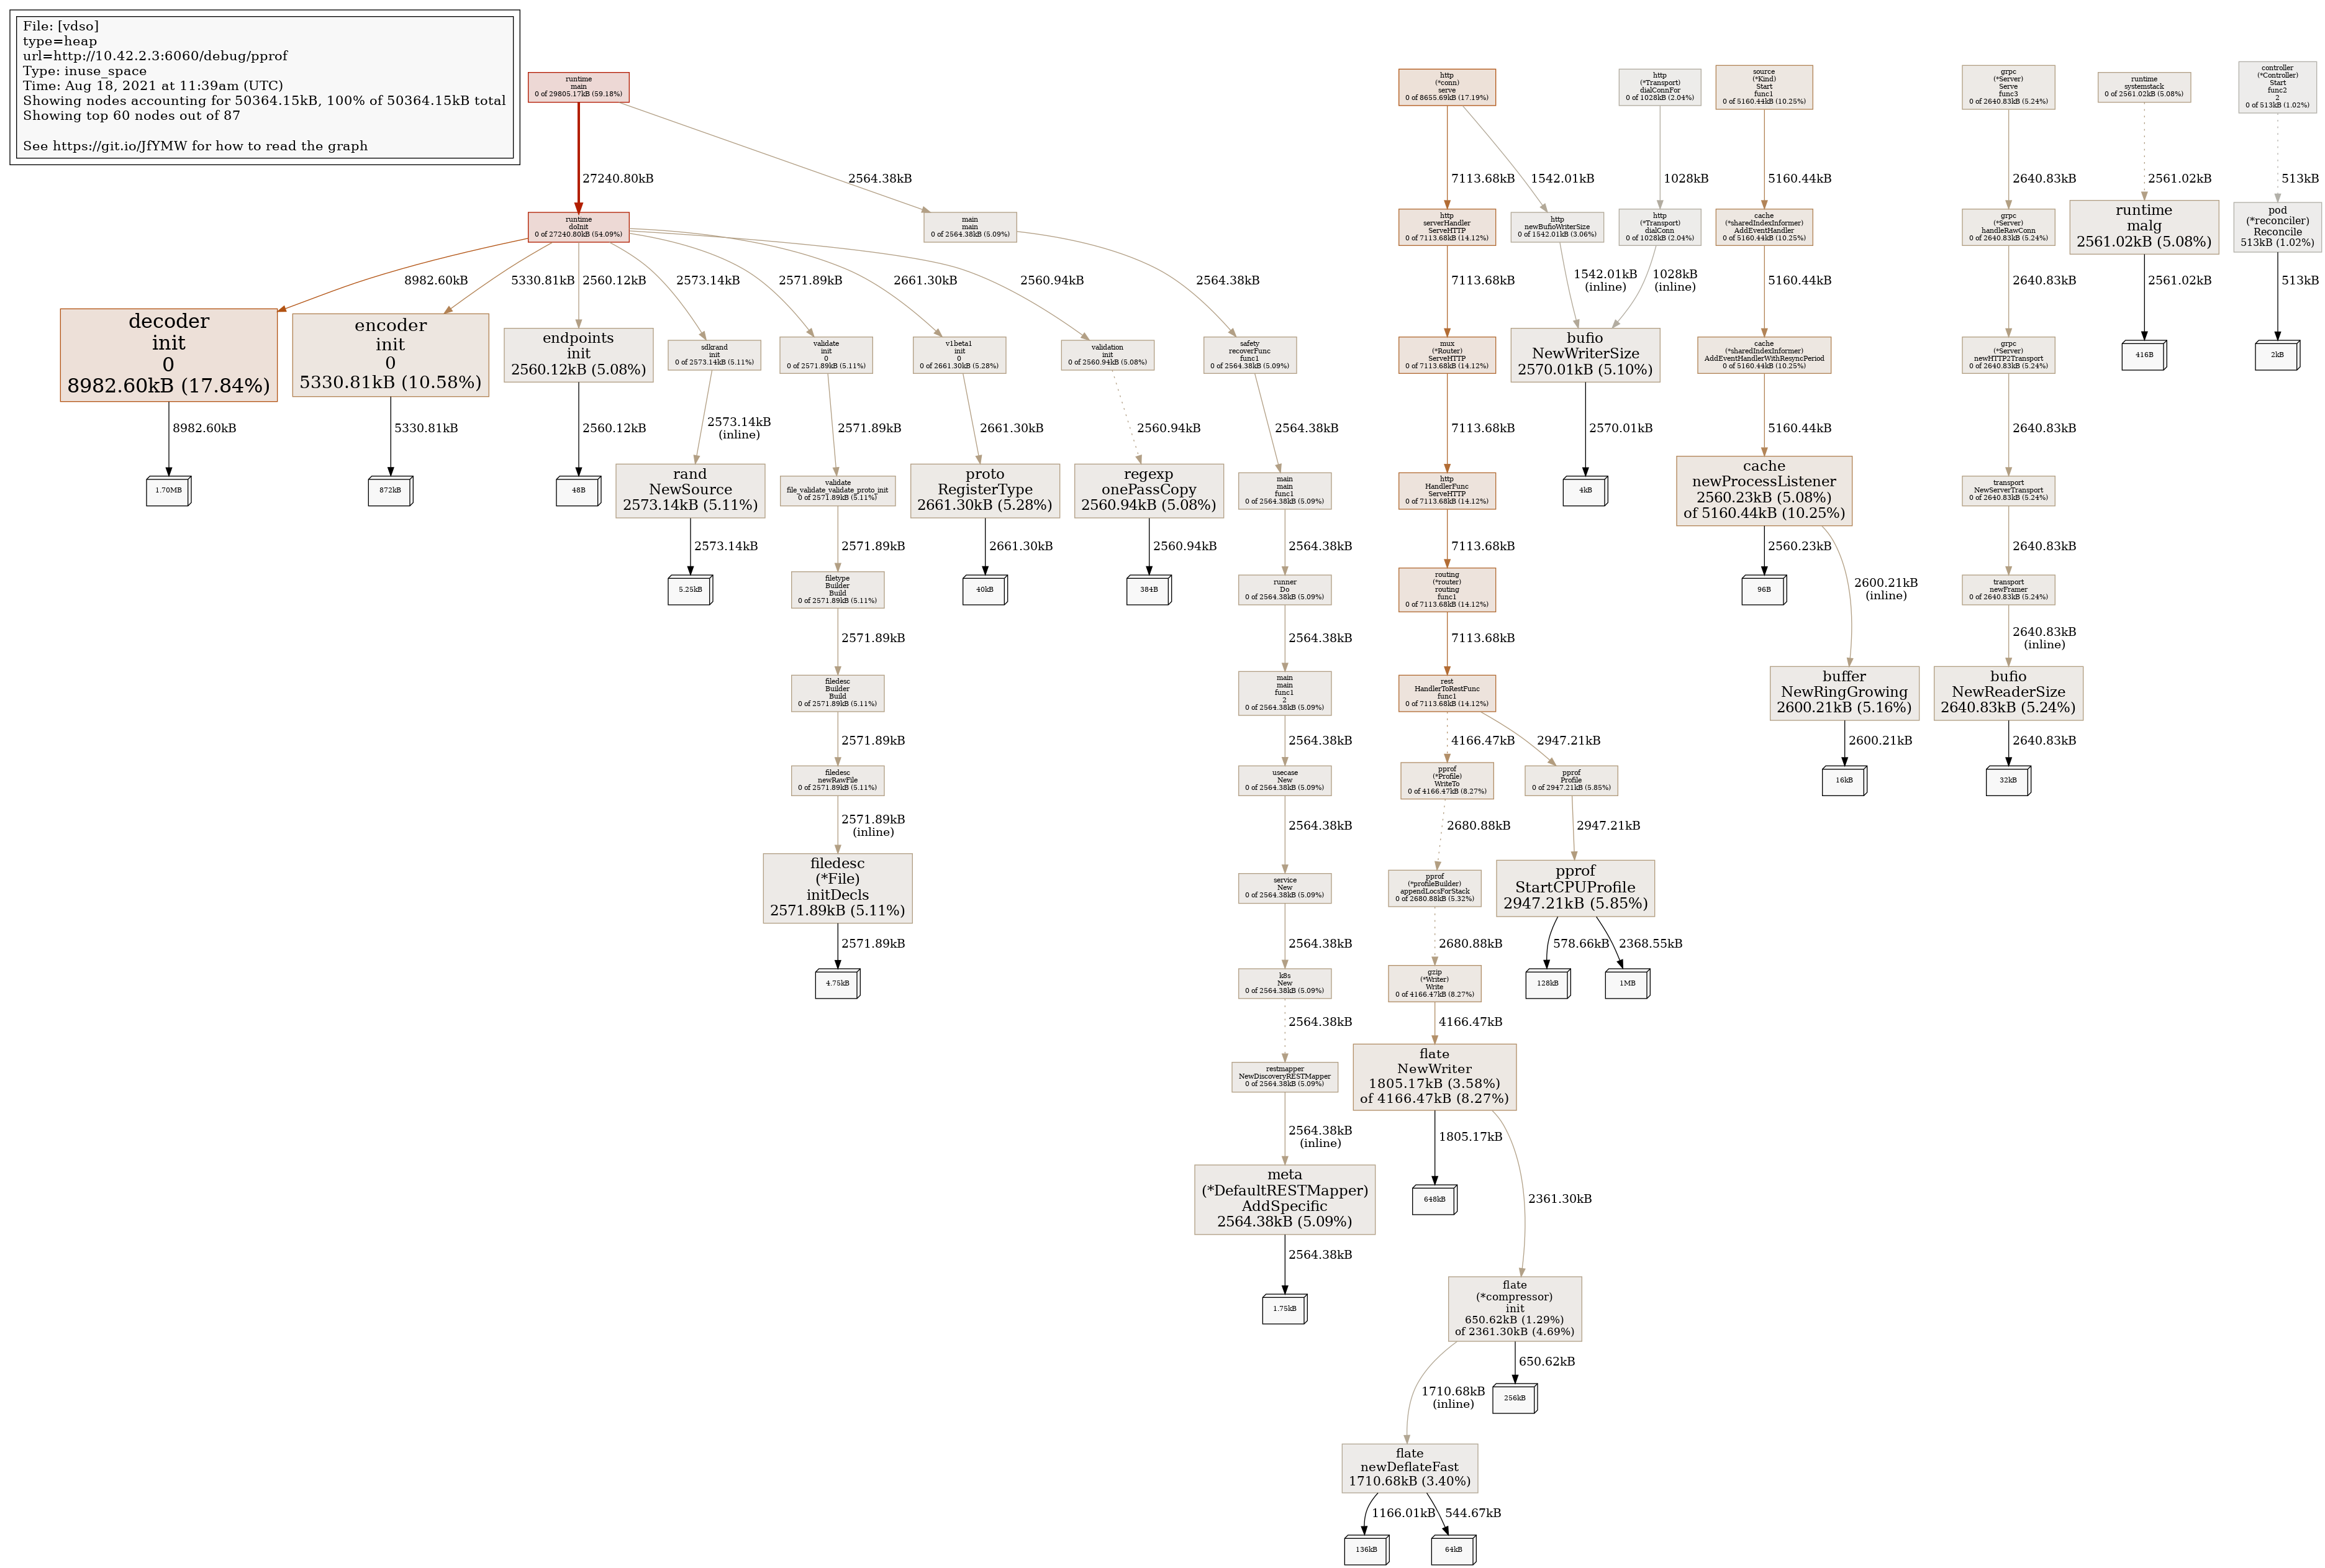 File: [vdso]
type=heap
url=http://10.42.2.3:6060/debug/pprof
Type: inuse_space
Time: Aug 18, 2021 at 11:39am (UTC)
Showing nodes accounting for 50364.15kB, 100% of 50364.15kB total
Showing top 60 nodes out of 87
See https://git.io/JfYMW for how to read the graph
runtime
main
0 of 29805.17kB (59.18%)
http
(*conn)
serve
0 of 8655.69kB (17.19%)
http
(*Transport)
dialConnFor
0 of 1028kB (2.04%)
source
(*Kind)
Start
func1
0 of 5160.44kB (10.25%)
grpc
(*Server)
Serve
func3
0 of 2640.83kB (5.24%)
runtime
systemstack
0 of 2561.02kB (5.08%)
controller
(*Controller)
Start
func2
2
0 of 513kB (1.02%)
27240.80kB
2564.38kB
7113.68kB
1542.01kB
1028kB
5160.44kB
2640.83kB
2561.02kB
513kB
runtime
doInit
0 of 27240.80kB (54.09%)
main
main
0 of 2564.38kB (5.09%)
http
serverHandler
ServeHTTP
0 of 7113.68kB (14.12%)
http
newBufioWriterSize
0 of 1542.01kB (3.06%)
http
(*Transport)
dialConn
0 of 1028kB (2.04%)
cache
(*sharedIndexInformer)
AddEventHandler
0 of 5160.44kB (10.25%)
grpc
(*Server)
handleRawConn
0 of 2640.83kB (5.24%)
runtime
malg
2561.02kB (5.08%)
pod
(*reconciler)
Reconcile
513kB (1.02%)
8982.60kB
5330.81kB
2560.12kB
2573.14kB
2571.89kB
2661.30kB
2560.94kB
2564.38kB
7113.68kB
1542.01kB
(inline)
1028kB
(inline)
5160.44kB
2640.83kB
2561.02kB
513kB
decoder
init
0
8982.60kB (17.84%)
encoder
init
0
5330.81kB (10.58%)
endpoints
init
2560.12kB (5.08%)
sdkrand
init
0 of 2573.14kB (5.11%)
validate
init
0
0 of 2571.89kB (5.11%)
v1beta1
init
0
0 of 2661.30kB (5.28%)
validation
init
0 of 2560.94kB (5.08%)
safety
recoverFunc
func1
0 of 2564.38kB (5.09%)
mux
(*Router)
ServeHTTP
0 of 7113.68kB (14.12%)
bufio
NewWriterSize
2570.01kB (5.10%)
cache
(*sharedIndexInformer)
AddEventHandlerWithResyncPeriod
0 of 5160.44kB (10.25%)
grpc
(*Server)
newHTTP2Transport
0 of 2640.83kB (5.24%)
416B
2kB
8982.60kB
5330.81kB
2560.12kB
2573.14kB
(inline)
2571.89kB
2661.30kB
2560.94kB
2564.38kB
7113.68kB
2570.01kB
5160.44kB
2640.83kB
1.70MB
872kB
48B
rand
NewSource
2573.14kB (5.11%)
validate
file_validate_validate_proto_init
0 of 2571.89kB (5.11%)
proto
RegisterType
2661.30kB (5.28%)
regexp
onePassCopy
2560.94kB (5.08%)
main
main
func1
0 of 2564.38kB (5.09%)
http
HandlerFunc
ServeHTTP
0 of 7113.68kB (14.12%)
4kB
cache
newProcessListener
2560.23kB (5.08%)
of 5160.44kB (10.25%)
transport
NewServerTransport
0 of 2640.83kB (5.24%)
2573.14kB
2571.89kB
2661.30kB
2560.94kB
2564.38kB
7113.68kB
2560.23kB
2600.21kB
(inline)
2640.83kB
5.25kB
filetype
Builder
Build
0 of 2571.89kB (5.11%)
40kB
384B
runner
Do
0 of 2564.38kB (5.09%)
routing
(*router)
routing
func1
0 of 7113.68kB (14.12%)
96B
transport
newFramer
0 of 2640.83kB (5.24%)
2571.89kB
2564.38kB
7113.68kB
2640.83kB
(inline)
filedesc
Builder
Build
0 of 2571.89kB (5.11%)
main
main
func1
2
0 of 2564.38kB (5.09%)
rest
HandlerToRestFunc
func1
0 of 7113.68kB (14.12%)
buffer
NewRingGrowing
2600.21kB (5.16%)
bufio
NewReaderSize
2640.83kB (5.24%)
2571.89kB
2564.38kB
4166.47kB
2947.21kB
2600.21kB
2640.83kB
filedesc
newRawFile
0 of 2571.89kB (5.11%)
usecase
New
0 of 2564.38kB (5.09%)
pprof
(*Profile)
WriteTo
0 of 4166.47kB (8.27%)
pprof
Profile
0 of 2947.21kB (5.85%)
16kB
32kB
2571.89kB
(inline)
2564.38kB
2680.88kB
2947.21kB
filedesc
(*File)
initDecls
2571.89kB (5.11%)
service
New
0 of 2564.38kB (5.09%)
pprof
(*profileBuilder)
appendLocsForStack
0 of 2680.88kB (5.32%)
pprof
StartCPUProfile
2947.21kB (5.85%)
2571.89kB
2564.38kB
2680.88kB
578.66kB
2368.55kB
4.75kB
k8s
New
0 of 2564.38kB (5.09%)
gzip
(*Writer)
Write
0 of 4166.47kB (8.27%)
128kB
1MB
2564.38kB
4166.47kB
restmapper
NewDiscoveryRESTMapper
0 of 2564.38kB (5.09%)
flate
NewWriter
1805.17kB (3.58%)
of 4166.47kB (8.27%)
2564.38kB
(inline)
1805.17kB
2361.30kB
meta
(*DefaultRESTMapper)
AddSpecific
2564.38kB (5.09%)
648kB
2564.38kB
1.75kB
flate
(*compressor)
init
650.62kB (1.29%)
of 2361.30kB (4.69%)
1710.68kB
(inline)
650.62kB
256kB
flate
newDeflateFast
1710.68kB (3.40%)
1166.01kB
544.67kB
136kB
64kB